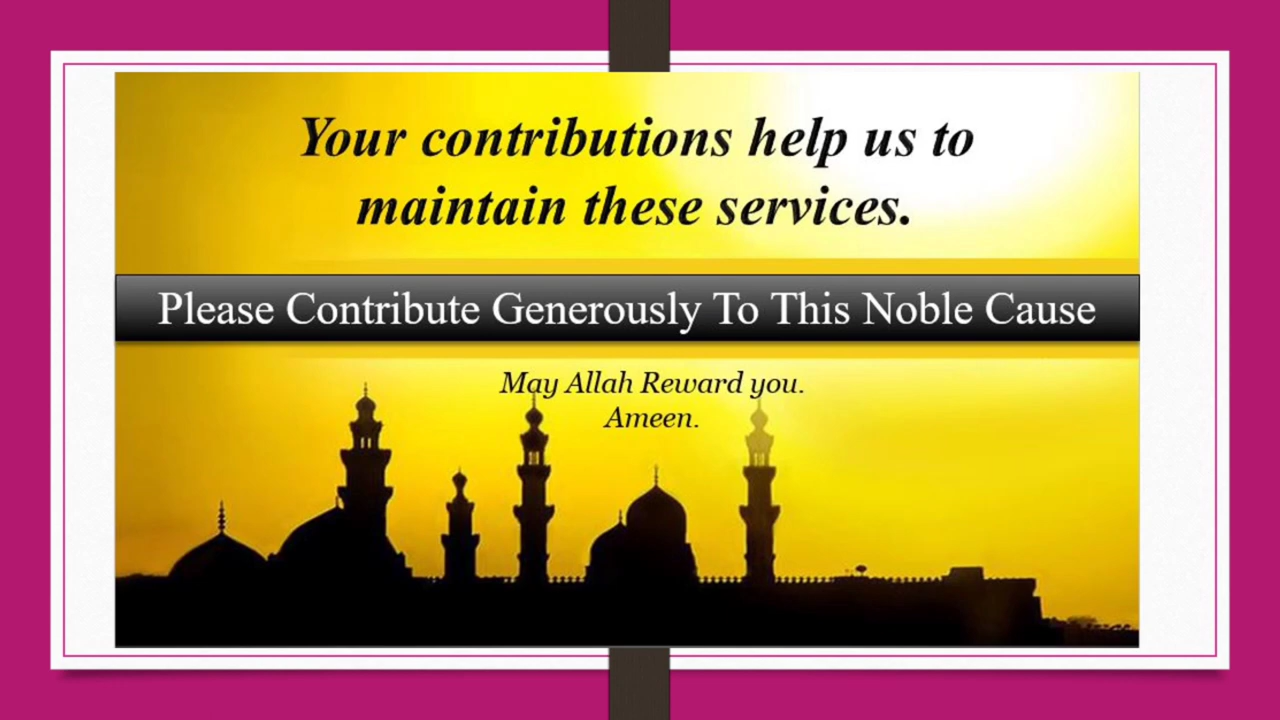 Your contributions help us to
maintain these services.
Please Contribute Generously To This Noble Cause
May Allah Reward you.
Ameen.